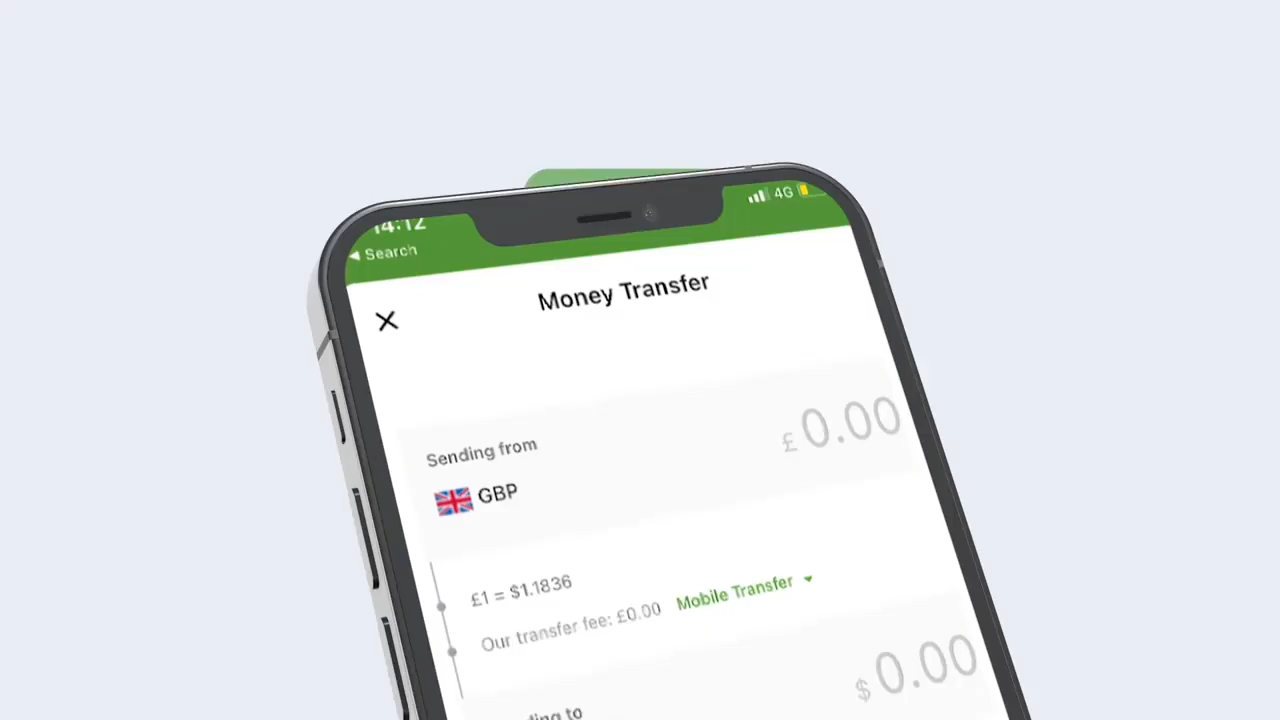 14:12
4G
◀ Search
Money Transfer
£ 0.00
Sending from
GBP
£1 = $1.1836
Our transfer fee: £0.00 Mobile Transfer
$ 0.00
to